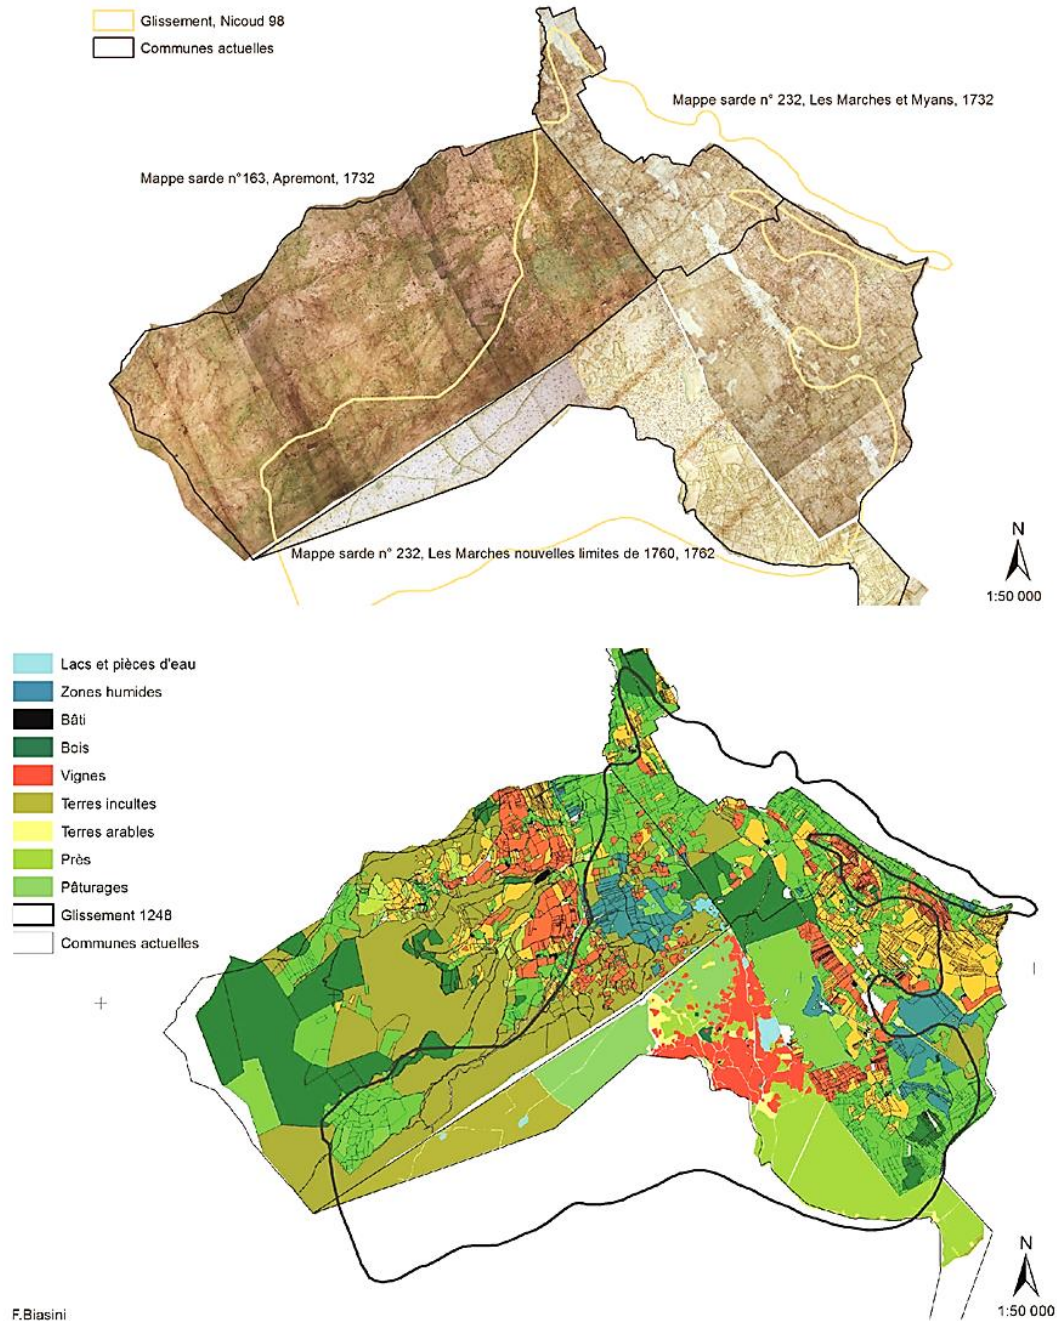 Glissement, Nicoud 98
Communes actuelles
Mappe sarde n° 232, Les Marches et Myans, 1732
Mappe sarde n°163, Apremont, 1732
Mappe sarde n° 232, Les Marches nouvelles limites de 1760, 1762
N
1:50 000
Lacs et pièces d'eau
Zones humides
Bâti
Bois
Vignes
Terres incultes
Terres arables
Près
Pâturages
Glissement 1248
Communes actuelles
N
1:50 000
F.Biasini